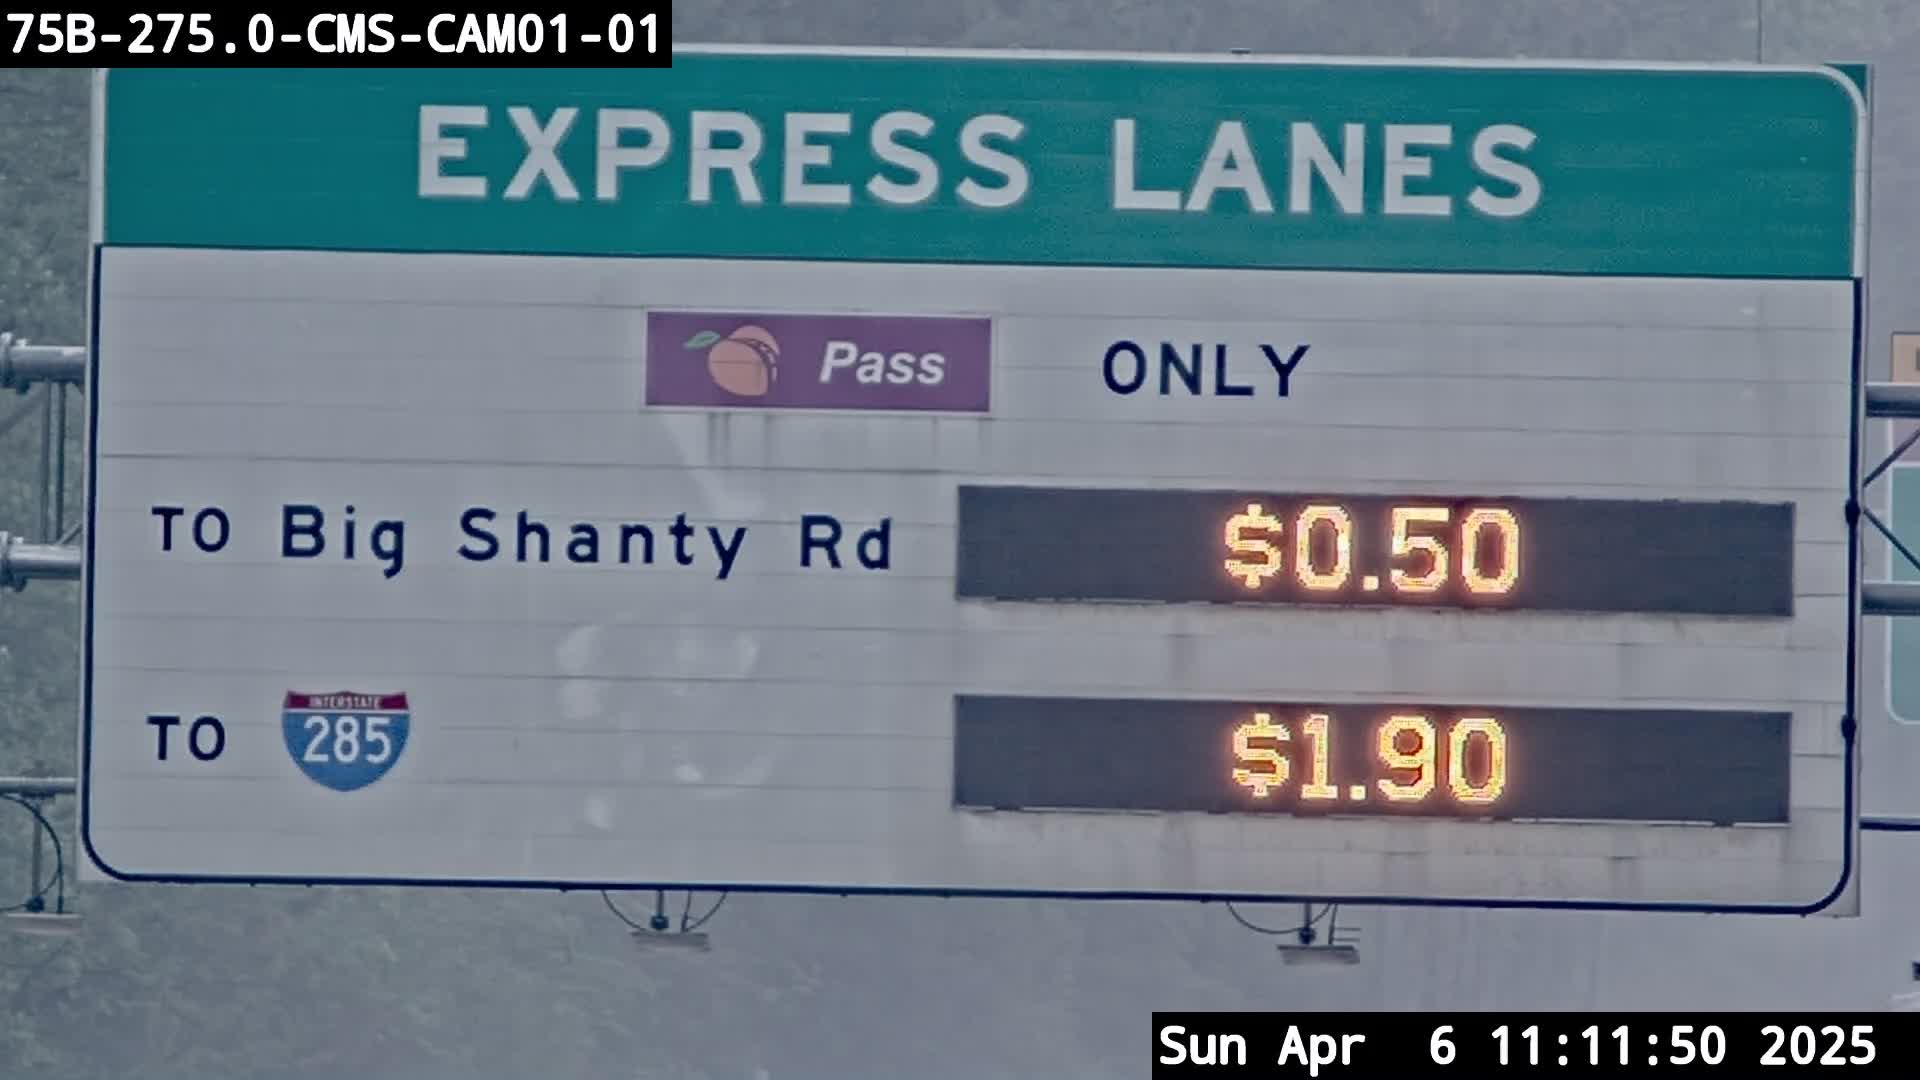 75B-275.0-CMS-CAM01-01
EXPRESS LANES
Pass ONLY
TO Big Shanty Rd $0.50
INTERSTATE
TO 285 $1.90
Sun Apr 6 11:11:50 2025